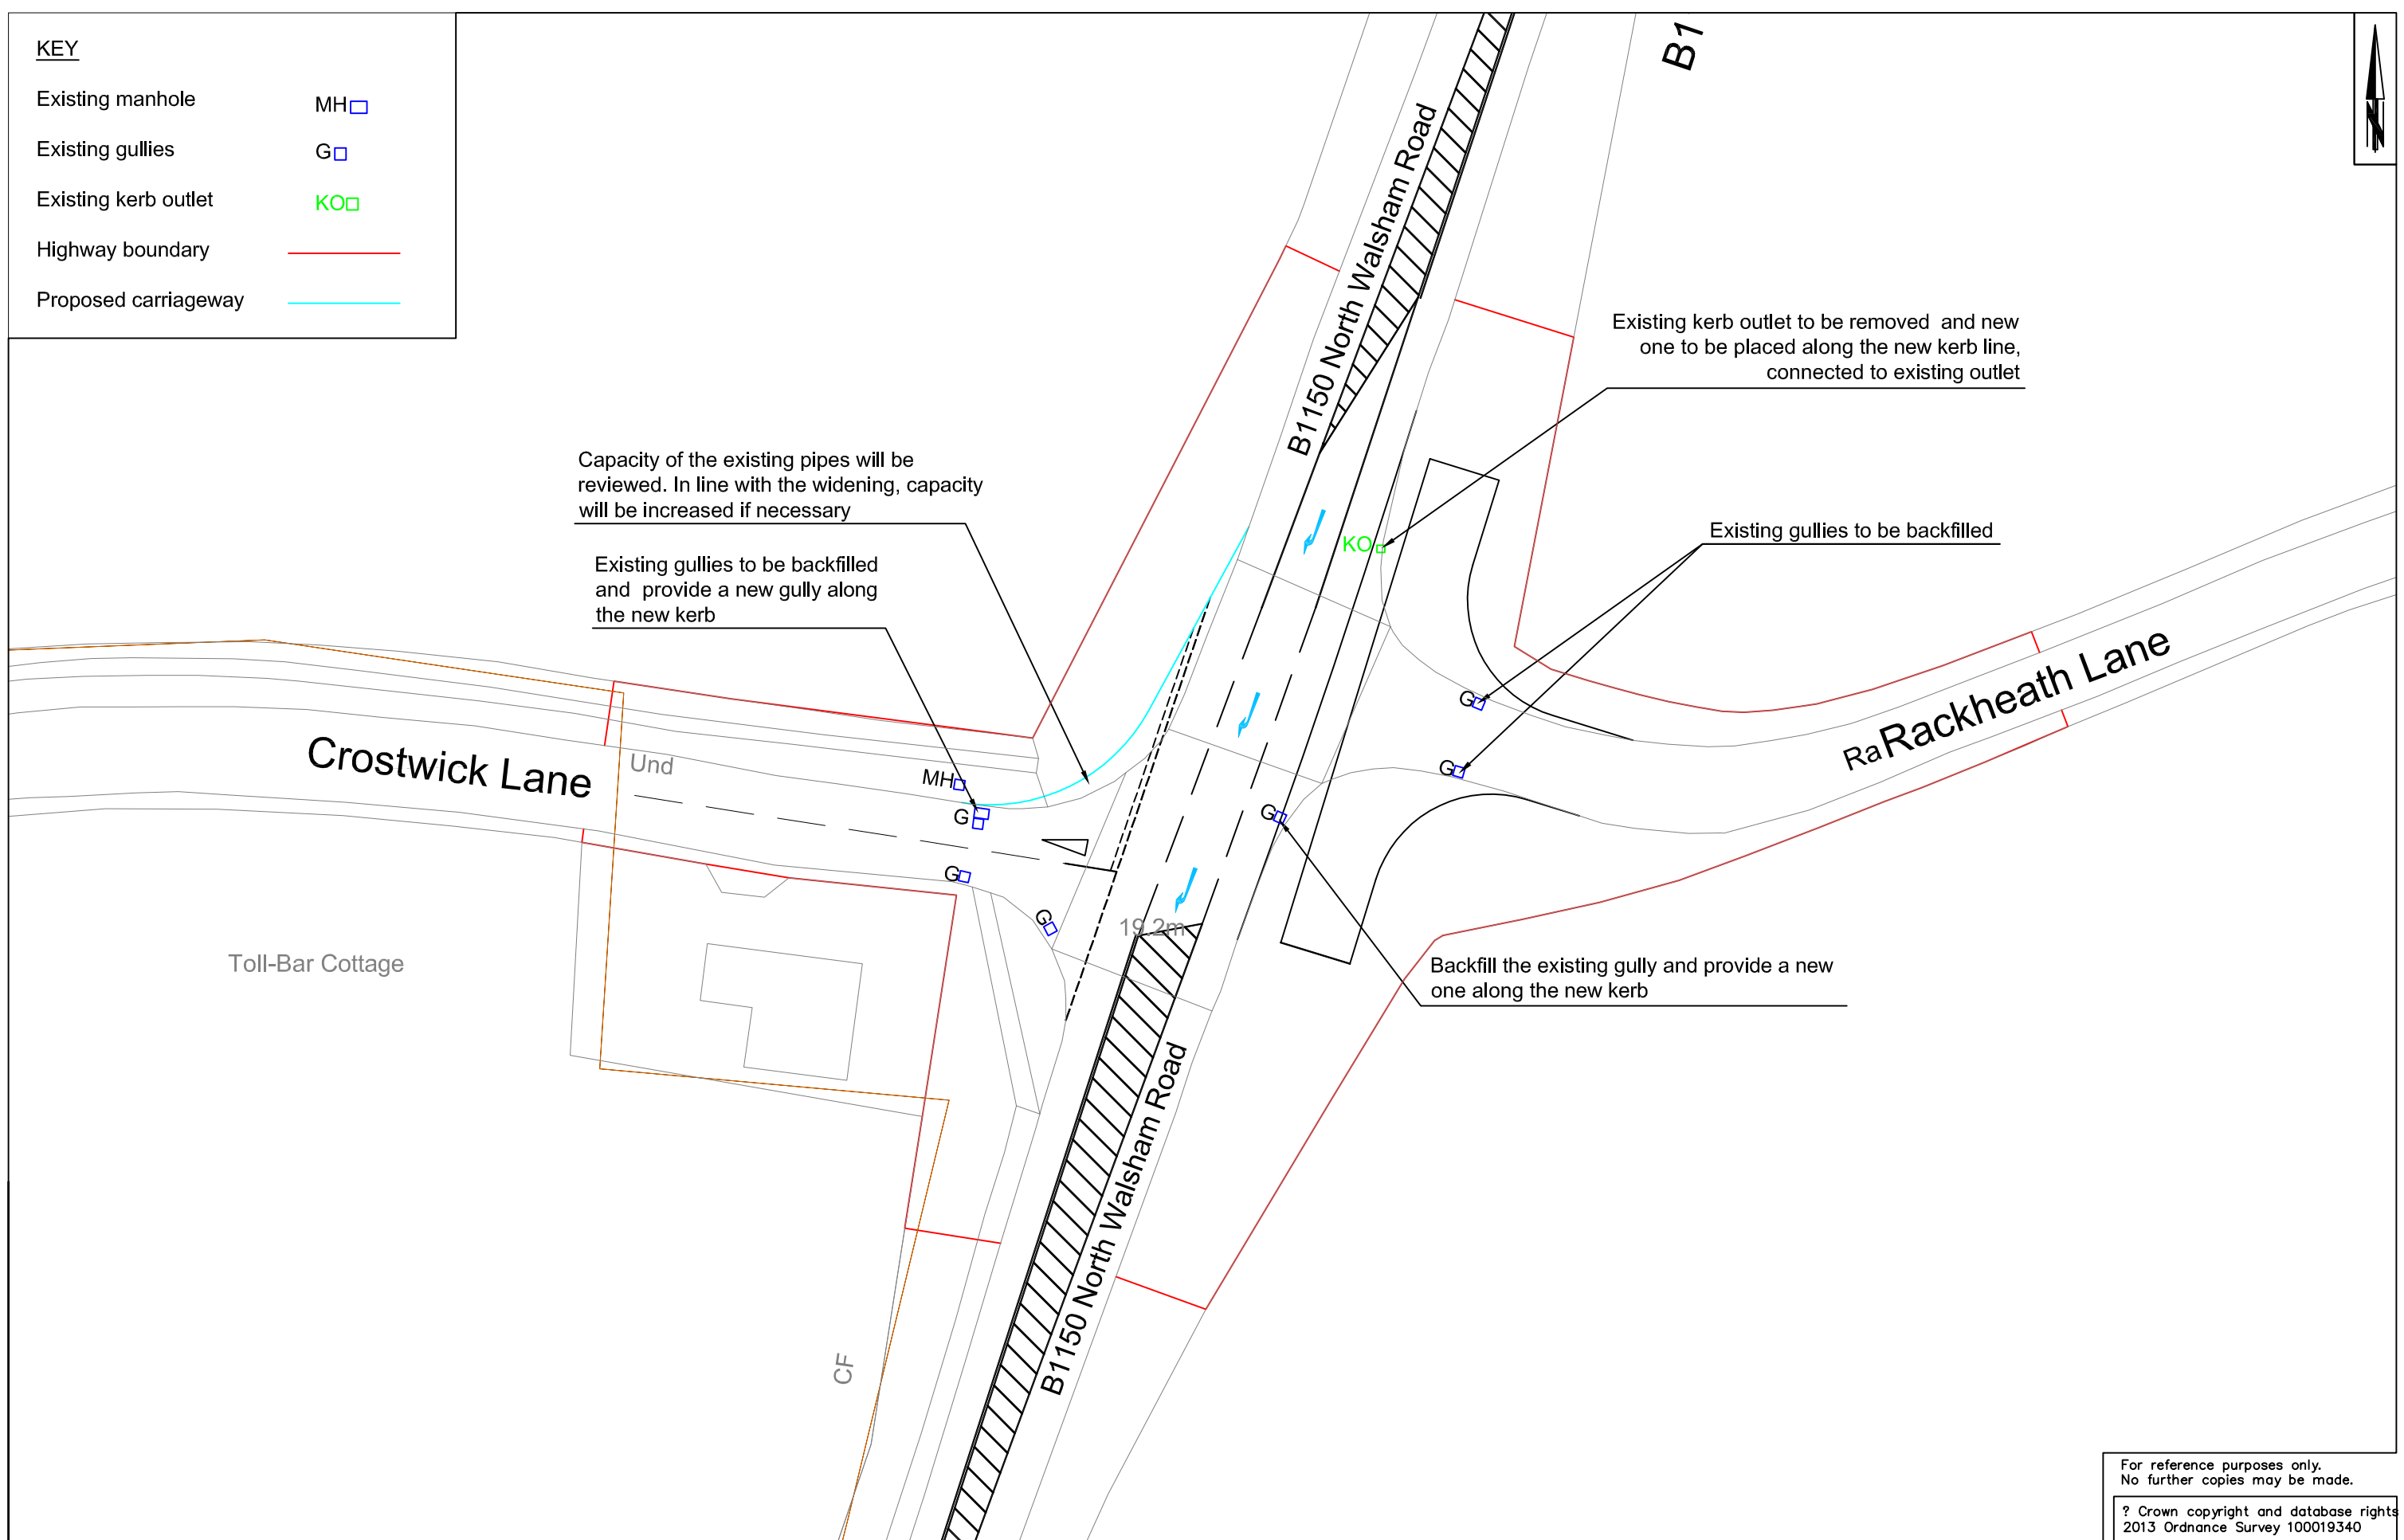 KEY
Existing manhole MH
Existing gullies G
Existing kerb outlet KO
Highway boundary
Proposed carriageway
B1
B1150 North Walsham Road
Existing kerb outlet to be removed and new
one to be placed along the new kerb line,
connected to existing outlet
Capacity of the existing pipes will be
reviewed. In line with the widening, capacity
will be increased if necessary
Existing gullies to be backfilled
KO
Existing gullies to be backfilled
and provide a new gully along
the new kerb
Ra Rackheath Lane
G
Crostwick Lane
Und
MH
G
G
G
G
G
19.2m
Toll-Bar Cottage
Backfill the existing gully and provide a new
one along the new kerb
B1150 North Walsham Road
CF
N
For reference purposes only.
No further copies may be made.
? Crown copyright and database rights
2013 Ordnance Survey 100019340